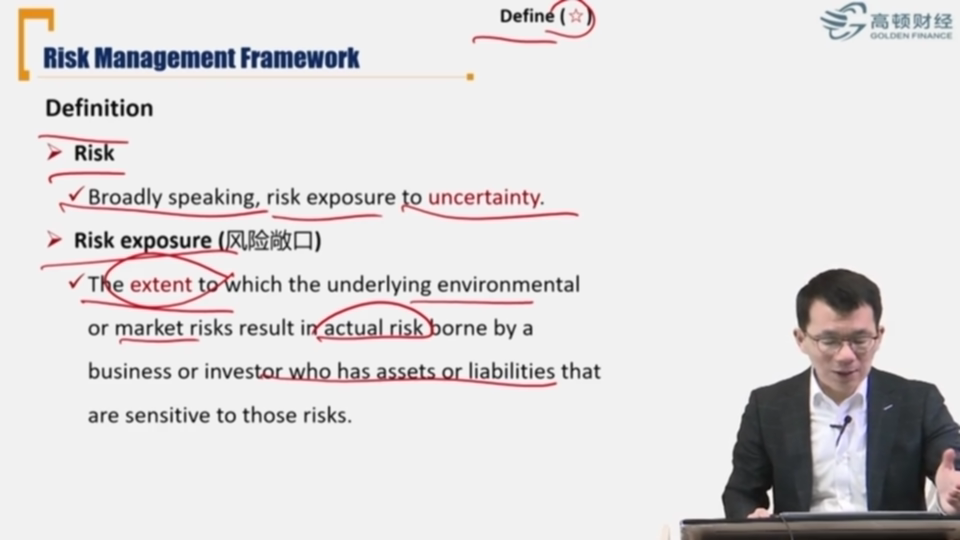 Define (☆)
高顿财经
GOLDEN FINANCE
Risk Management Framework
Definition
➢ Risk
✓Broadly speaking, risk exposure to uncertainty.
➢ Risk exposure (风险敞口)
✓The extent to which the underlying environmental
or market risks result in actual risk borne by a
business or investor who has assets or liabilities that
are sensitive to those risks.